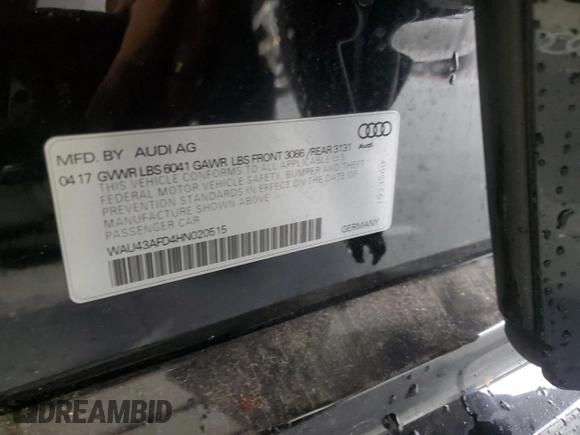 MFD. BY AUDI AG
Audi
04 17 GVWR LBS 6041 GAWR LBS FRONT 3086 / REAR 3131
THIS VEHICLE CONFORMS TO ALL APPLICABLE U.S.
FEDERAL MOTOR VEHICLE SAFETY, BUMPER AND THEFT
PREVENTION STANDARDS IN EFFECT ON THE DATE OF
MANUFACTURE SHOWN ABOVE
PASSENGER CAR
WAU43AFD4HN020515
GERMANY
DREAMBID